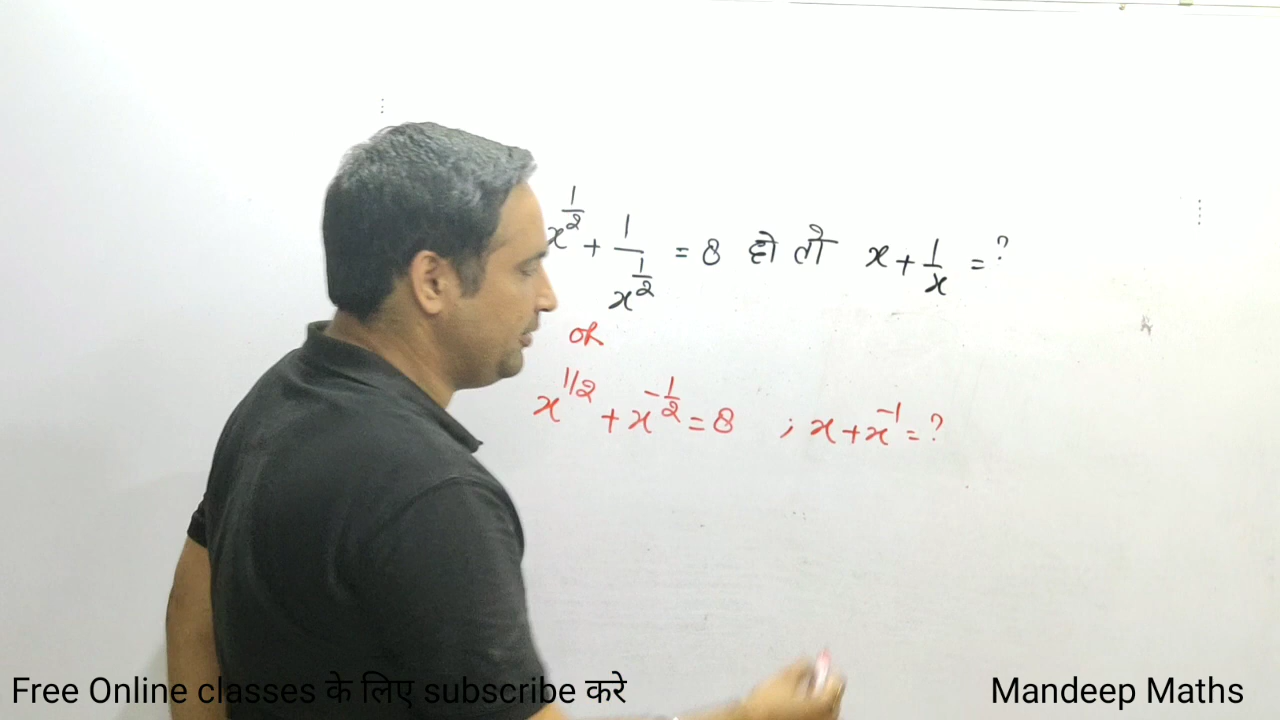 x^{1/2} + 1/x^{1/2} = 8 हो तो x + 1/x = ?
or
x^{1/2} + x^{-1/2} = 8 ; x + x^{-1} = ?
Free Online classes के लिए subscribe करे
Mandeep Maths